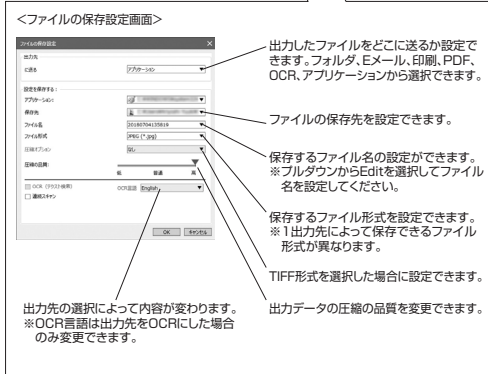 <ファイルの保存設定画面>
ファイルの保存設定
出力先
に送る アプリケーション
設定を保存する:
アプリケーション:
保存先
ファイル名 20180704135819
ファイル形式 JPEG (*.jpg)
圧縮オプション なし
圧縮の品質:
低 普通 高
OCR (テキスト検索) OCR言語 English
連続スキャン
OK キャンセル
出力したファイルをどこに送るか設定で
きます。フォルダ、Eメール、印刷、PDF、
OCR、アプリケーションから選択できます。
ファイルの保存先を設定できます。
保存するファイル名の設定ができます。
※プルダウンからEditを選択してファイル
名を設定してください。
保存するファイル形式を設定できます。
※1出力先によって保存できるファイル
形式が異なります。
TIFF形式を選択した場合に設定できます。
出力データの圧縮の品質を変更できます。
出力先の選択によって内容が変わります。
※OCR言語は出力先をOCRにした場合
のみ変更できます。